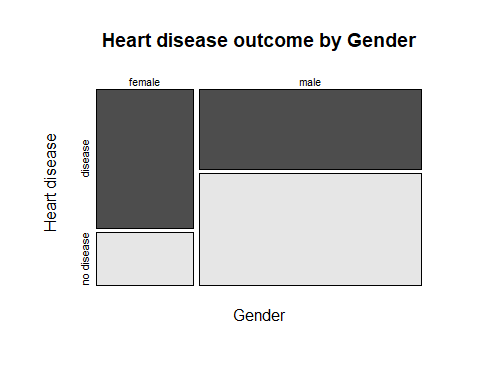 Heart disease outcome by Gender
female
male
disease
no disease
Heart disease
Gender